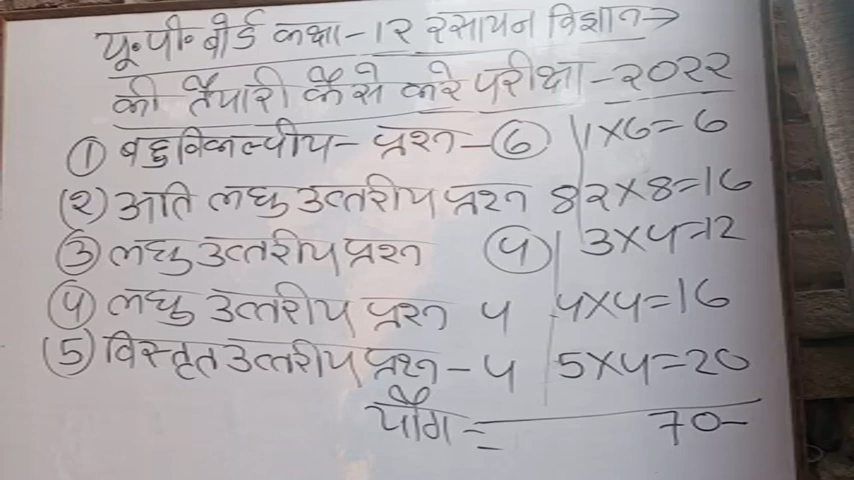 यू॰पी॰ बोर्ड कक्षा-12 रसायन विज्ञान→
की तैयारी कैसे करे परीक्षा-2022
① बहुविकल्पीय- प्रश्न-⑥ 1×6=6
(2) अति लघु उत्तरीय प्रश्न 8 2×8=16
③ लघु उत्तरीय प्रश्न ④ 3×4=12
④ लघु उत्तरीय प्रश्न 4 4×4=16
(5) विस्तृत उत्तरीय प्रश्न-4 5×4=20
योग= 70